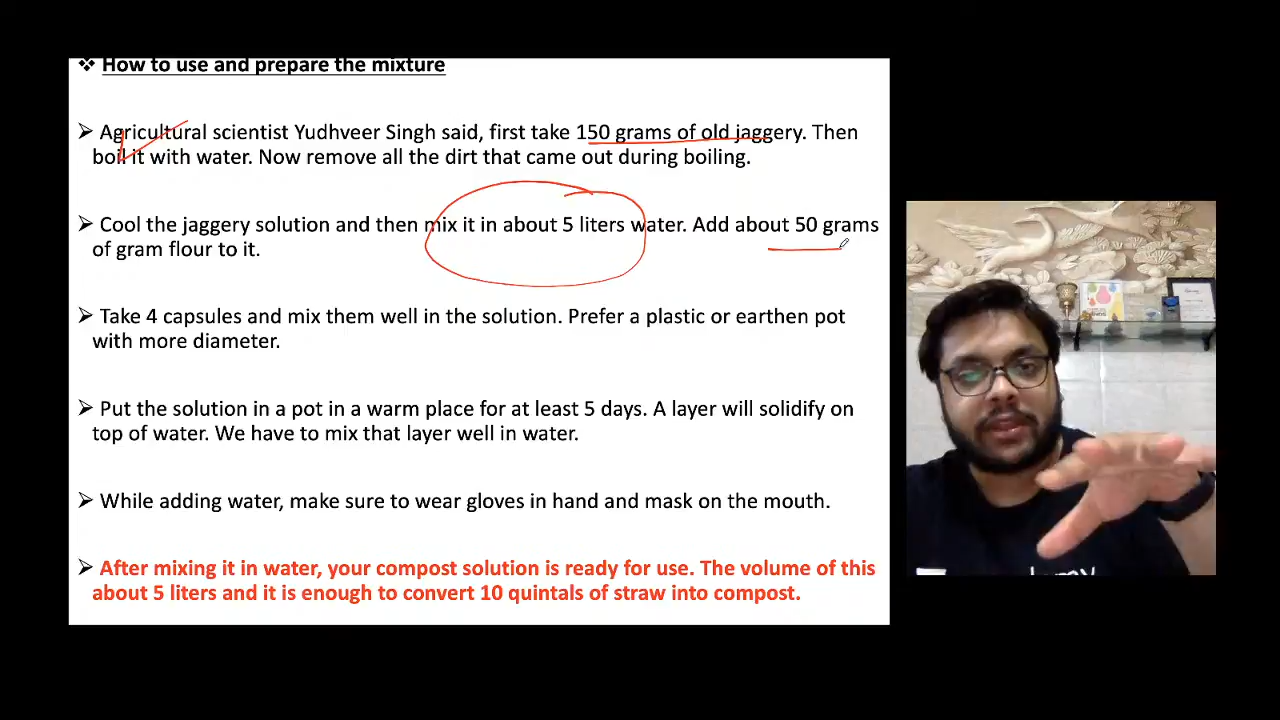 ❖ How to use and prepare the mixture
➢ Agricultural scientist Yudhveer Singh said, first take 150 grams of old jaggery. Then
boil it with water. Now remove all the dirt that came out during boiling.
➢ Cool the jaggery solution and then mix it in about 5 liters water. Add about 50 grams
of gram flour to it.
➢ Take 4 capsules and mix them well in the solution. Prefer a plastic or earthen pot
with more diameter.
➢ Put the solution in a pot in a warm place for at least 5 days. A layer will solidify on
top of water. We have to mix that layer well in water.
➢ While adding water, make sure to wear gloves in hand and mask on the mouth.
➢ After mixing it in water, your compost solution is ready for use. The volume of this
about 5 liters and it is enough to convert 10 quintals of straw into compost.